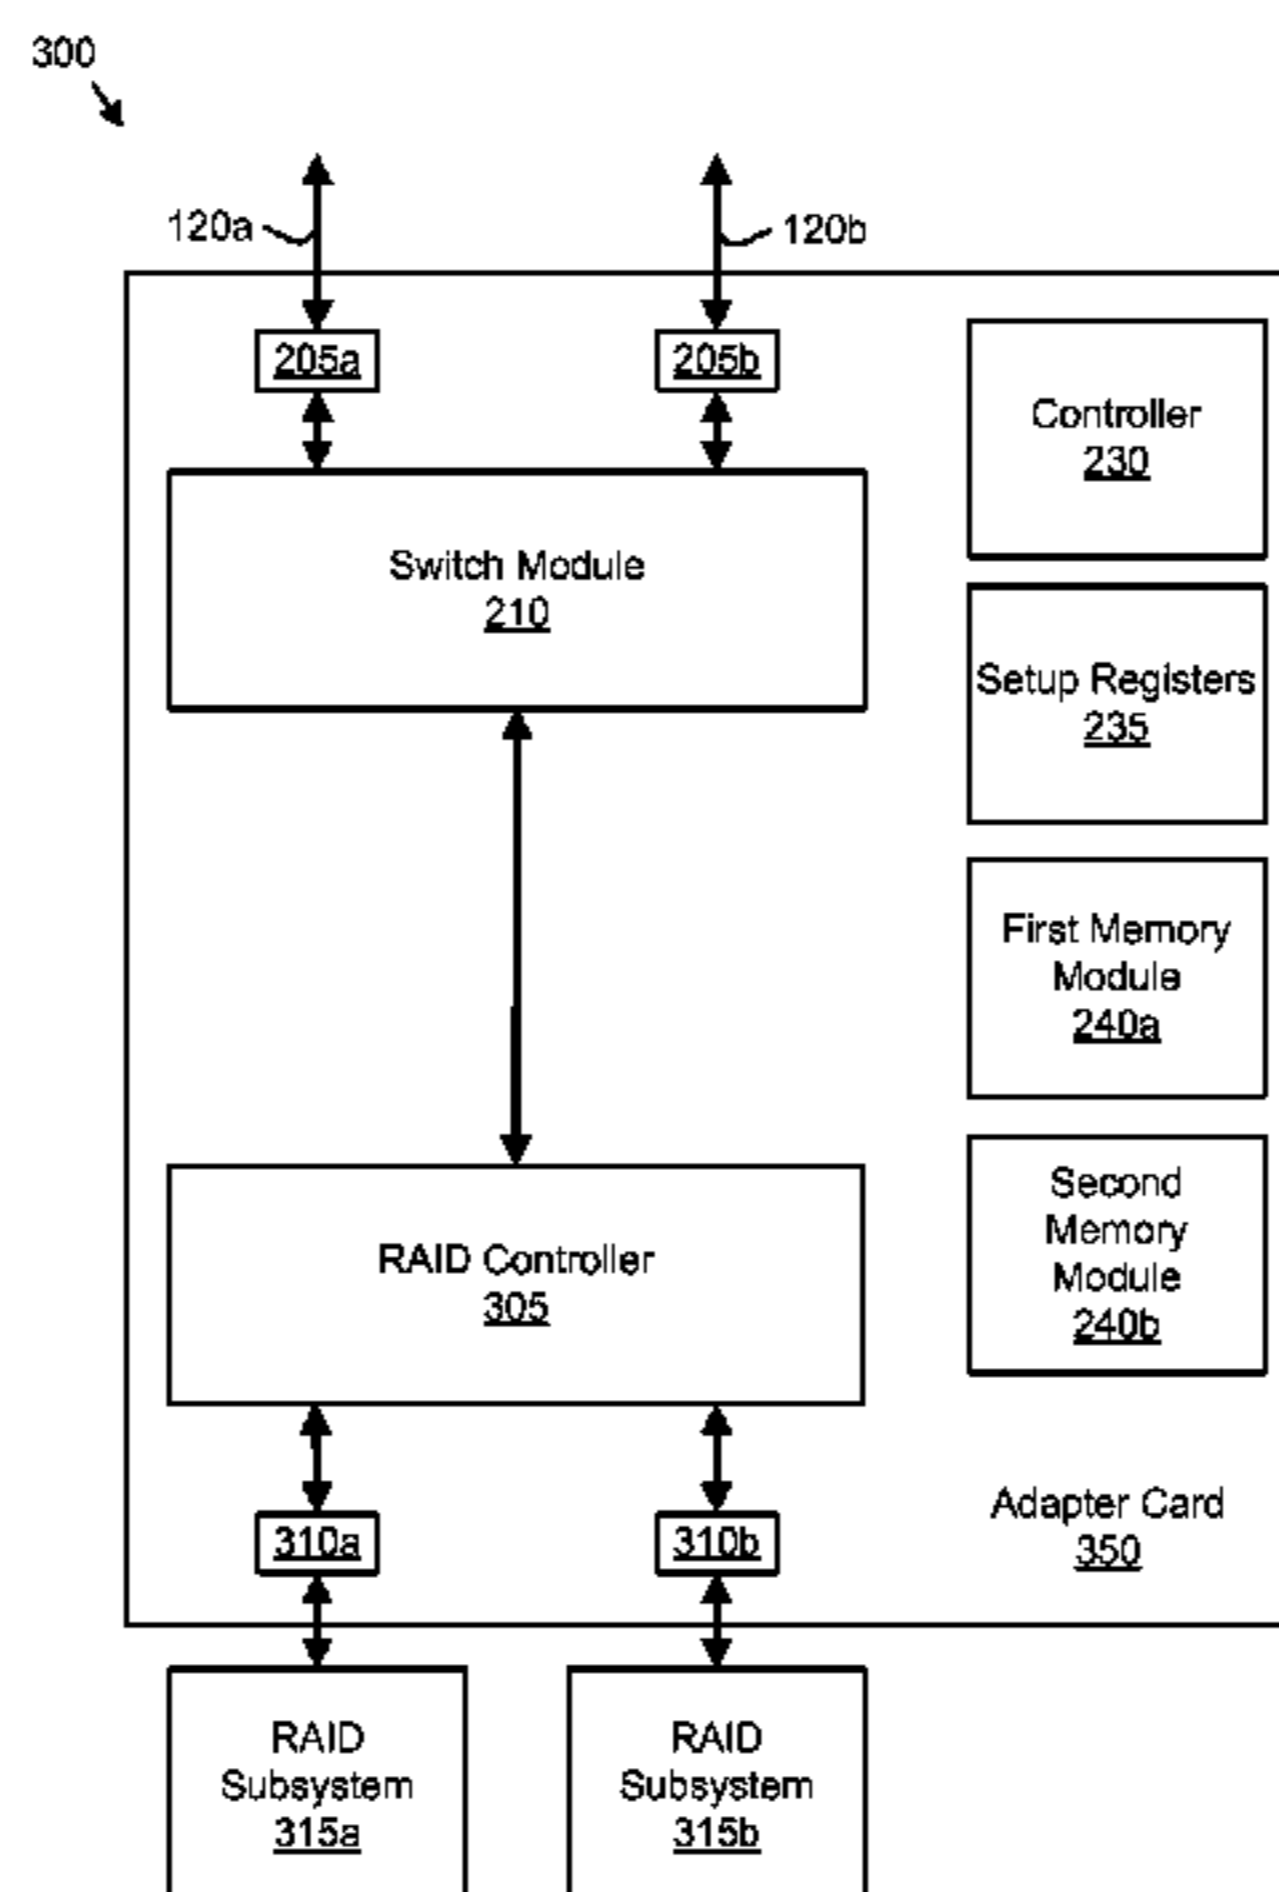 300
120a
120b
205a
205b
Controller
230
Switch Module
210
Setup Registers
235
First Memory
Module
240a
Second
Memory
Module
240b
RAID Controller
305
310a
310b
Adapter Card
350
RAID
Subsystem
315a
RAID
Subsystem
315b